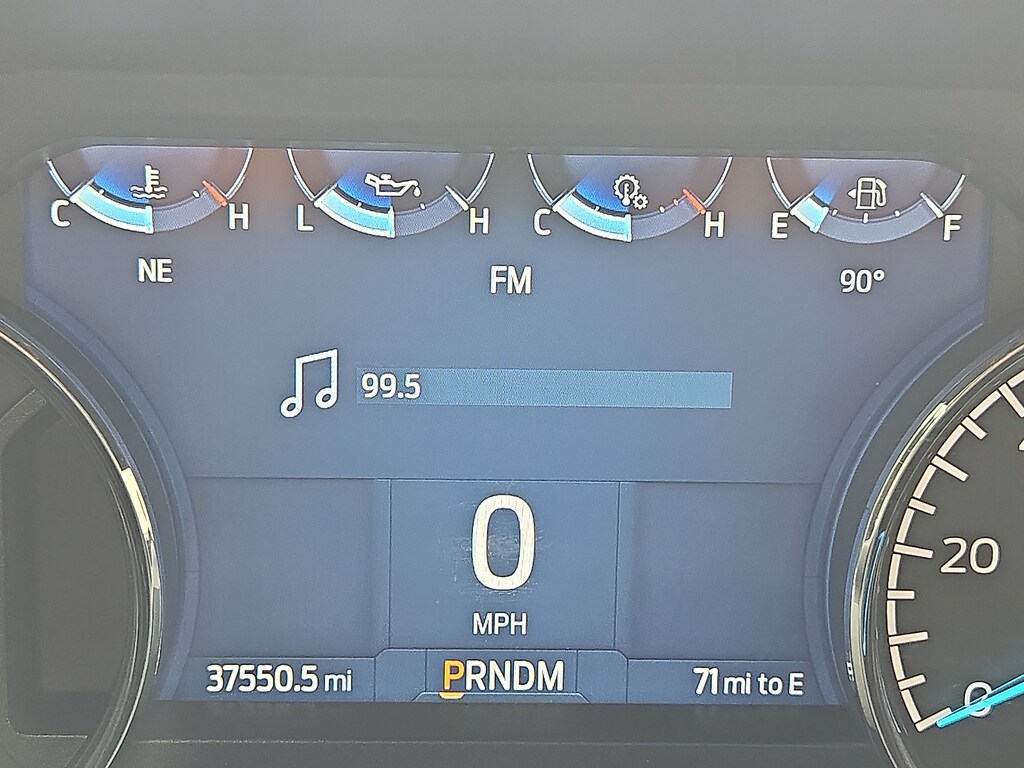 C H L H C H E F
NE FM 90°
99.5
0
MPH
20
37550.5 mi PRNDM 71 mi to E
0